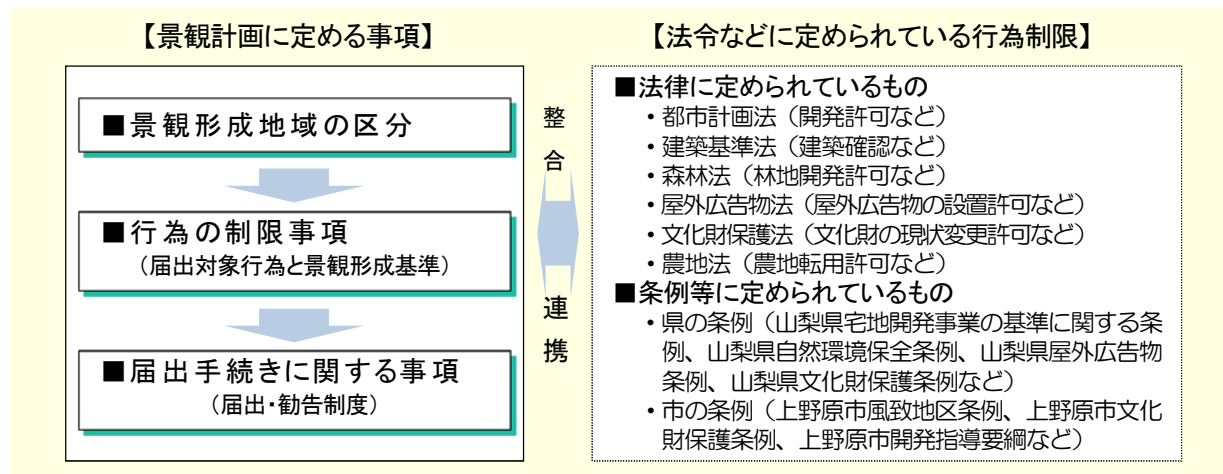 【景観計画に定める事項】
■景観形成地域の区分
■行為の制限事項
(届出対象行為と景観形成基準)
■届出手続きに関する事項
(届出・勧告制度)
整合
連携
【法令などに定められている行為制限】
■法律に定められているもの
・都市計画法（開発許可など）
・建築基準法（建築確認など）
・森林法（林地開発許可など）
・屋外広告物法（屋外広告物の設置許可など）
・文化財保護法（文化財の現状変更許可など）
・農地法（農地転用許可など）
■条例等に定められているもの
・県の条例（山梨県宅地開発事業の基準に関する条
例、山梨県自然環境保全条例、山梨県屋外広告物
条例、山梨県文化財保護条例など）
・市の条例（上野原市風致地区条例、上野原市文化
財保護条例、上野原市開発指導要綱など）